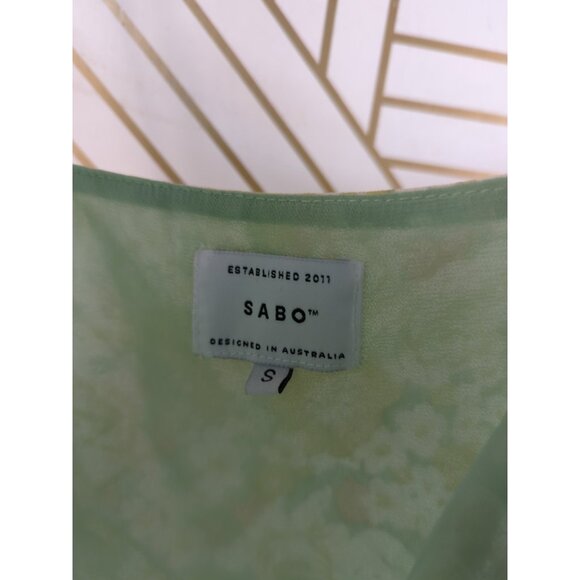 ESTABLISHED 2011
SABO™
DESIGNED IN AUSTRALIA
S